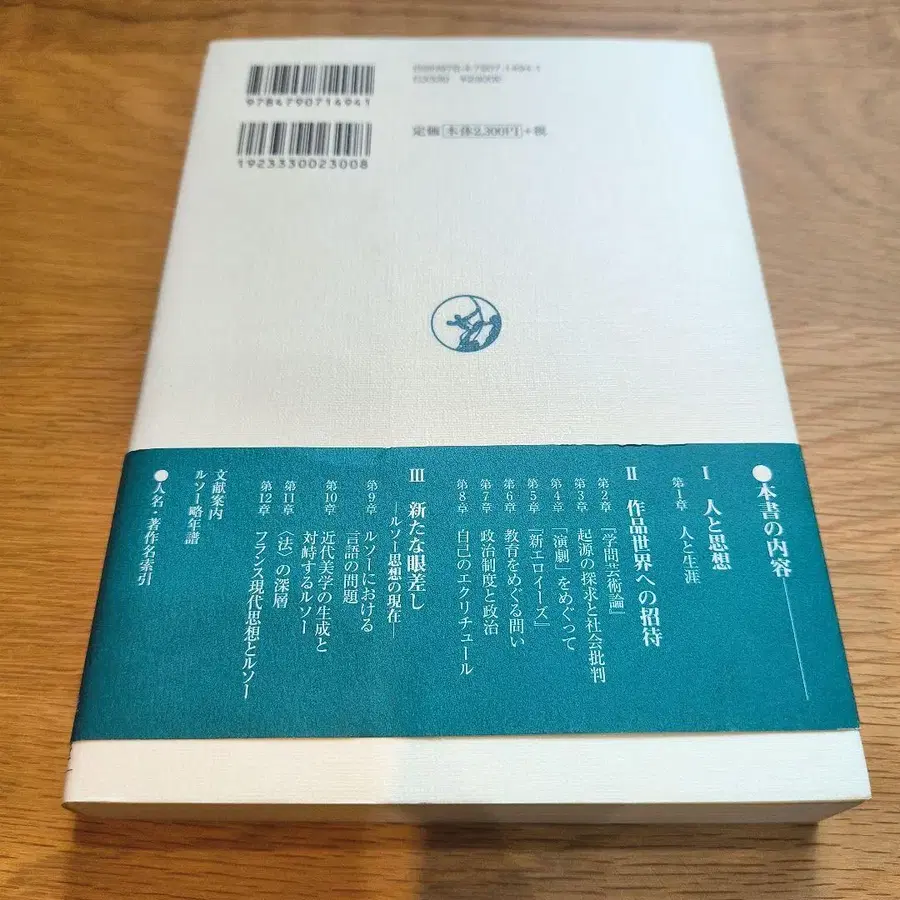 9784790714941
1923330023008
ISBN978-4-7907-1494-1
C3330 ¥2300E
定価 本体2,300円 +税
●本書の内容
Ⅰ 人と思想
第1章 人と生涯
Ⅱ 作品世界への招待
第2章 『学問芸術論』
第3章 起源の探求と社会批判
第4章 「演劇」をめぐって
第5章 『新エロイーズ』
第6章 教育をめぐる問い
第7章 政治制度と政治
第8章 自己のエクリチュール
Ⅲ 新たな眼差し
―ルソー思想の現在―
第9章 ルソーにおける
言語の問題
第10章 近代美学の生成と
対峙するルソー
第11章 〈法〉の深層
第12章 フランス現代思想とルソー
文献案内
ルソー略年譜
●人名・著作名索引